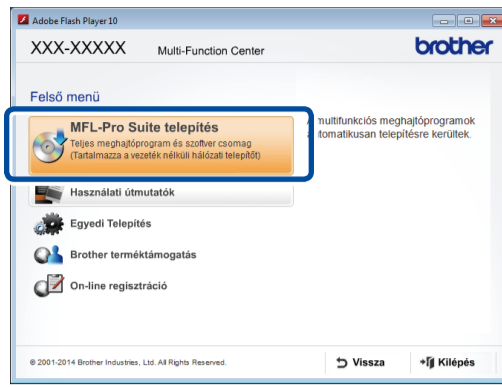 Adobe Flash Player 10
XXX-XXXXX Multi-Function Center brother
Felső menü
MFL-Pro Suite telepítés
Teljes meghajtóprogram és szoftver csomag
(Tartalmazza a vezeték nélküli hálózati telepítőt)
multifunkciós meghajtóprogramok
automatikusan telepítésre kerültek.
Használati útmutatók
Egyedi Telepítés
Brother terméktámogatás
On-line regisztráció
© 2001-2014 Brother Industries, Ltd. All Rights Reserved.
Vissza
Kilépés